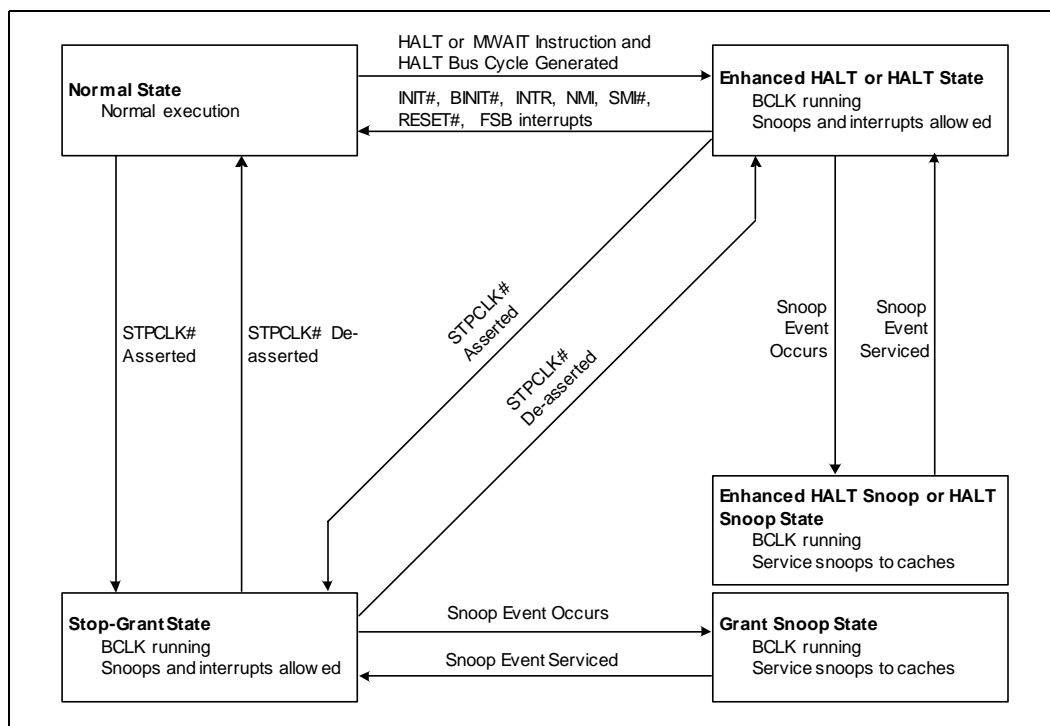 HALT or MWAIT Instruction and
HALT Bus Cycle Generated
Normal State
Normal execution
INIT#, BINIT#, INTR, NMI, SMI#,
RESET#, FSB interrupts
Enhanced HALT or HALT State
BCLK running
Snoops and interrupts allowed
STPCLK#
Asserted
STPCLK# De-
asserted
STPCLK#
Asserted
STPCLK#
De-asserted
Snoop
Event
Occurs
Snoop
Event
Serviced
Enhanced HALT Snoop or HALT
Snoop State
BCLK running
Service snoops to caches
Stop-Grant State
BCLK running
Snoops and interrupts allowed
Snoop Event Occurs
Snoop Event Serviced
Grant Snoop State
BCLK running
Service snoops to caches